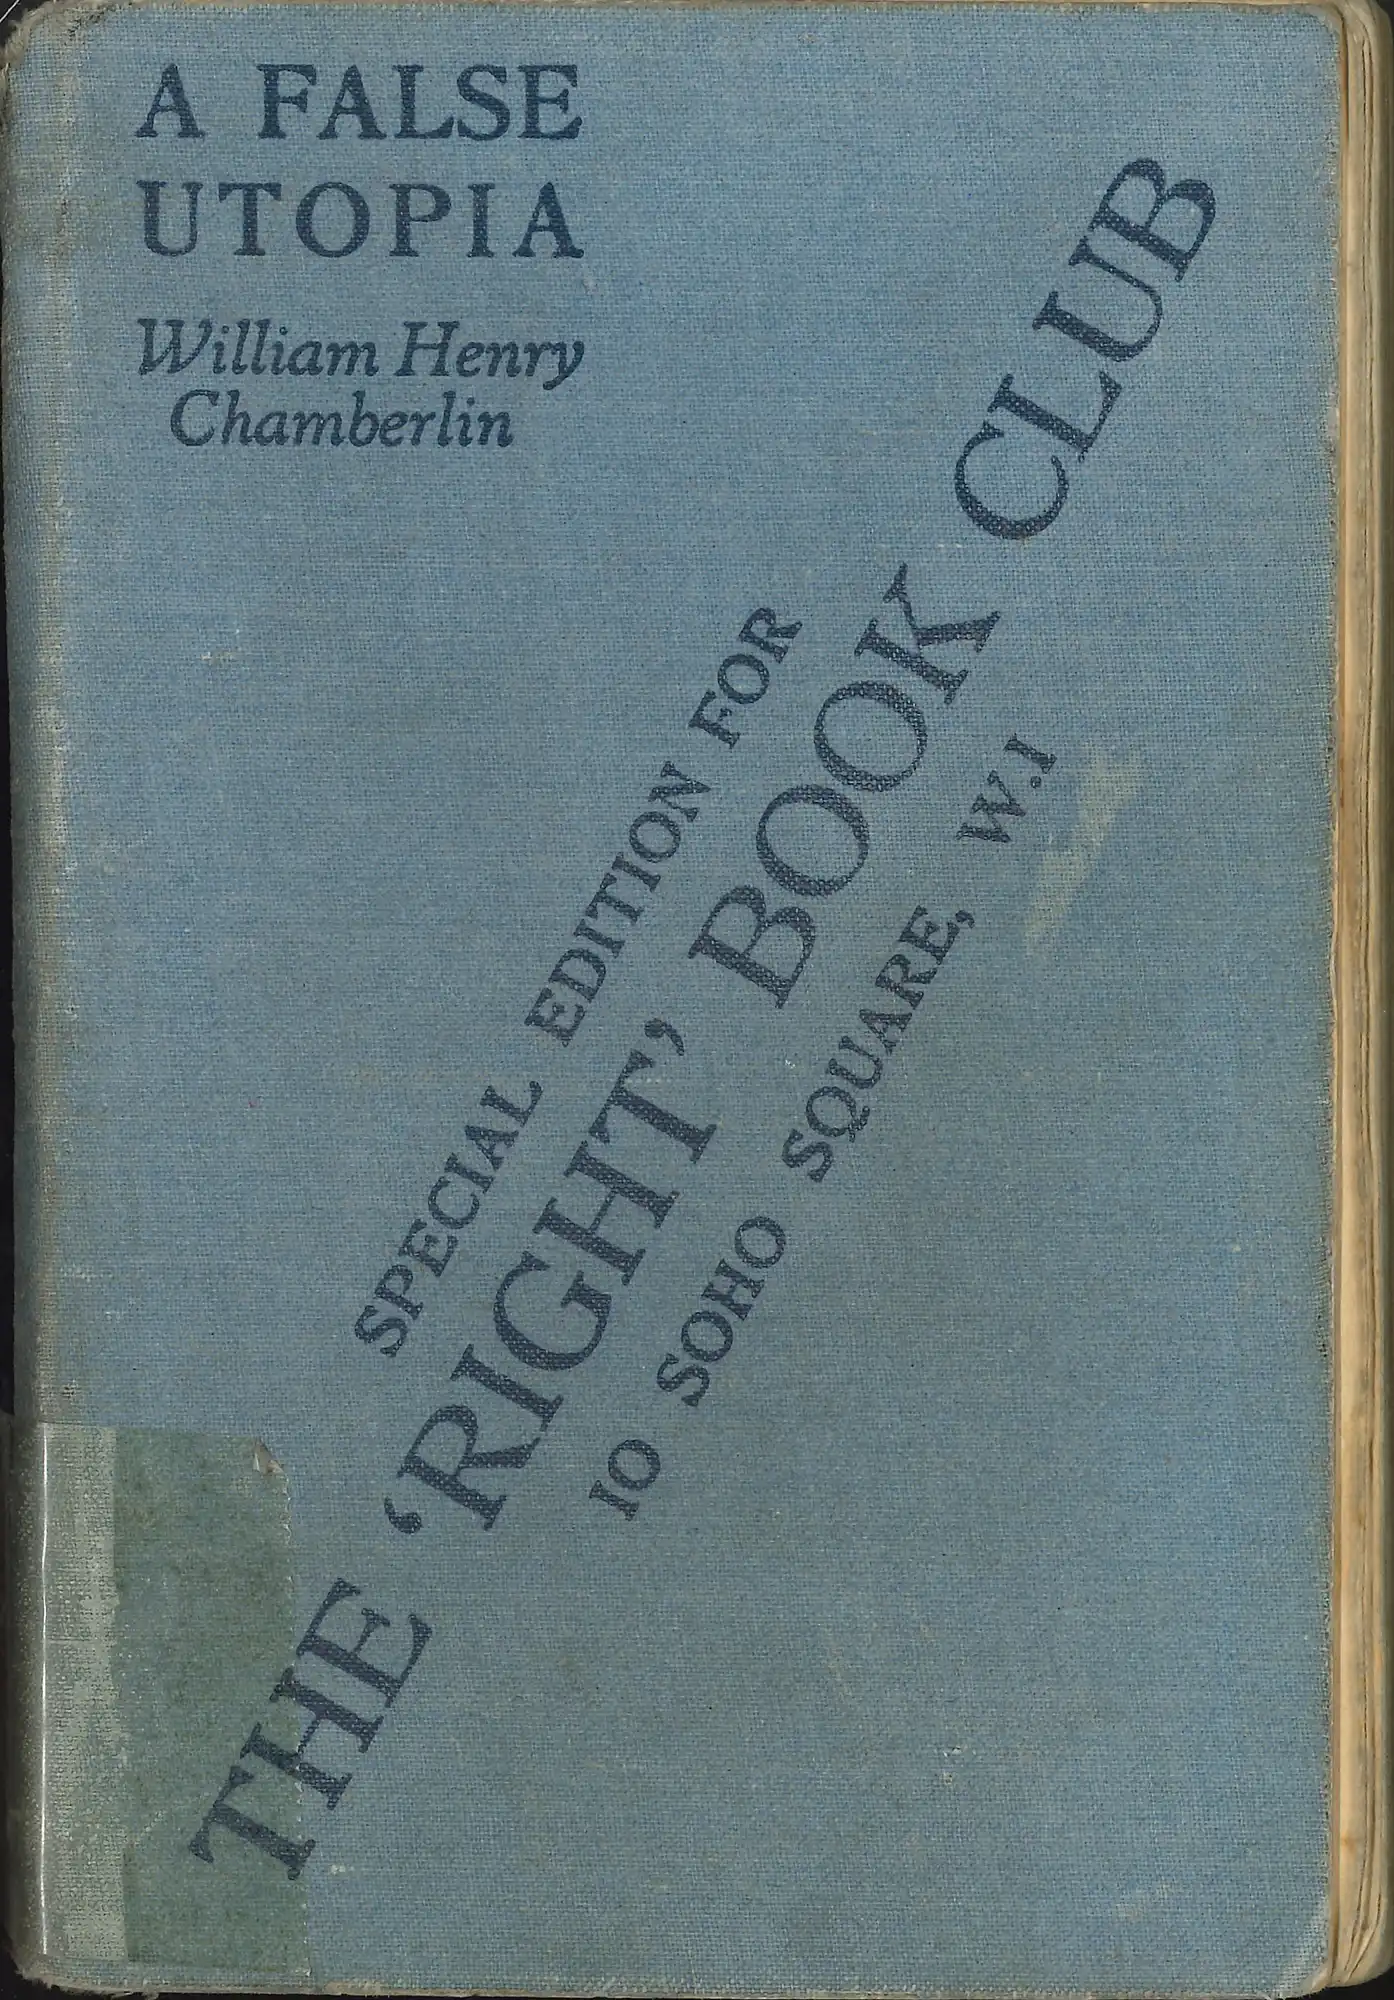 A FALSE
UTOPIA
William Henry
Chamberlin
SPECIAL EDITION FOR
THE ‘RIGHT’ BOOK CLUB
10 SOHO SQUARE, W.1